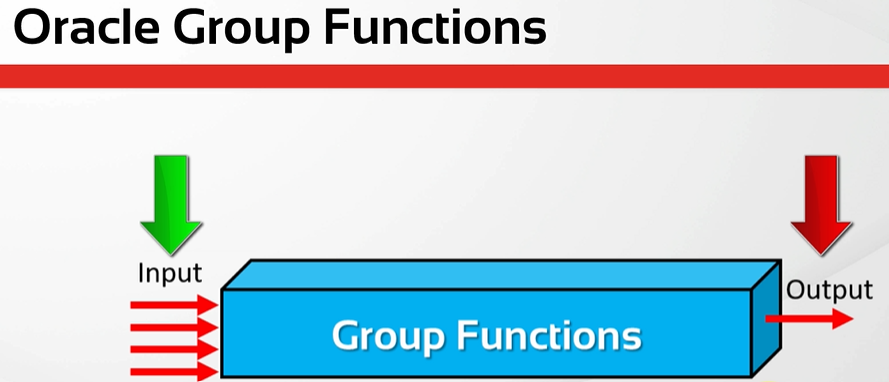 Oracle Group Functions
Input
Output
Group Functions